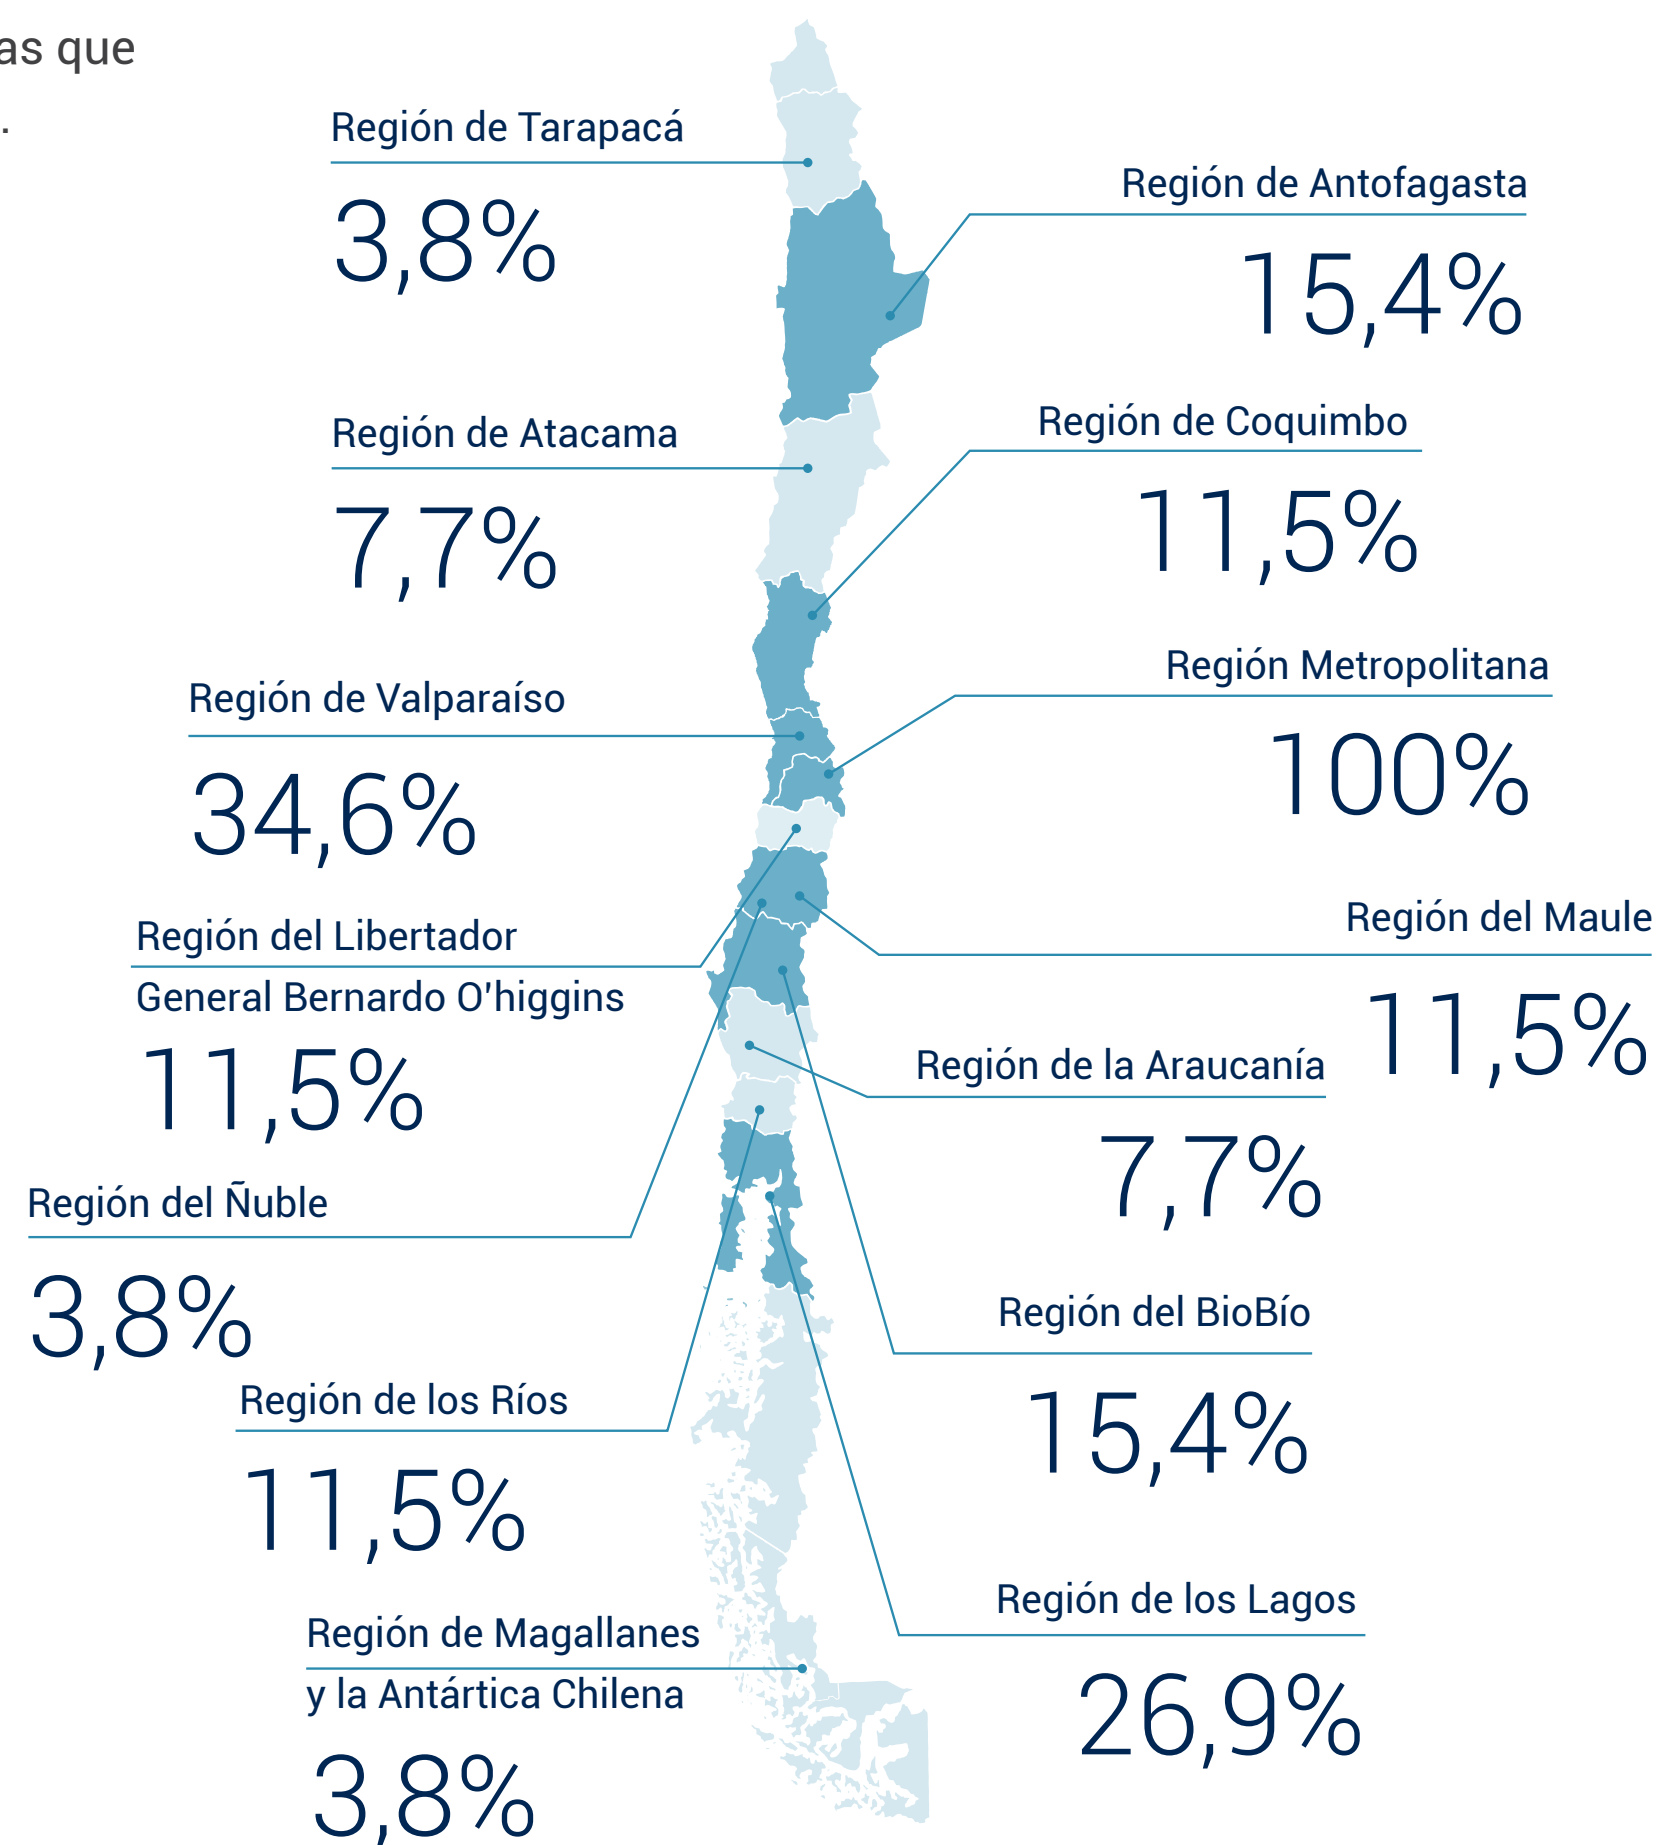 as que
.
Región de Tarapacá
3,8%
Región de Antofagasta
15,4%
Región de Atacama
7,7%
Región de Coquimbo
11,5%
Región de Valparaíso
34,6%
Región Metropolitana
100%
Región del Libertador
General Bernardo O'higgins
11,5%
Región del Maule
11,5%
Región de la Araucanía
7,7%
Región del Ñuble
3,8%
Región del BioBío
15,4%
Región de los Ríos
11,5%
Región de los Lagos
26,9%
Región de Magallanes
y la Antártica Chilena
3,8%